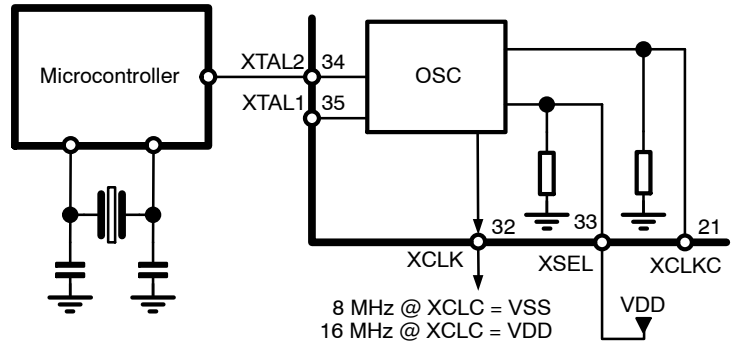 Microcontroller
XTAL2 34
XTAL1 35
OSC
32
33
21
XCLK
XSEL
XCLKC
8 MHz @ XCLC = VSS
16 MHz @ XCLC = VDD
VDD